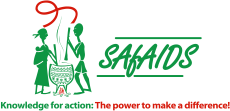 SAfAIDS
Knowledge for action: The power to make a difference!